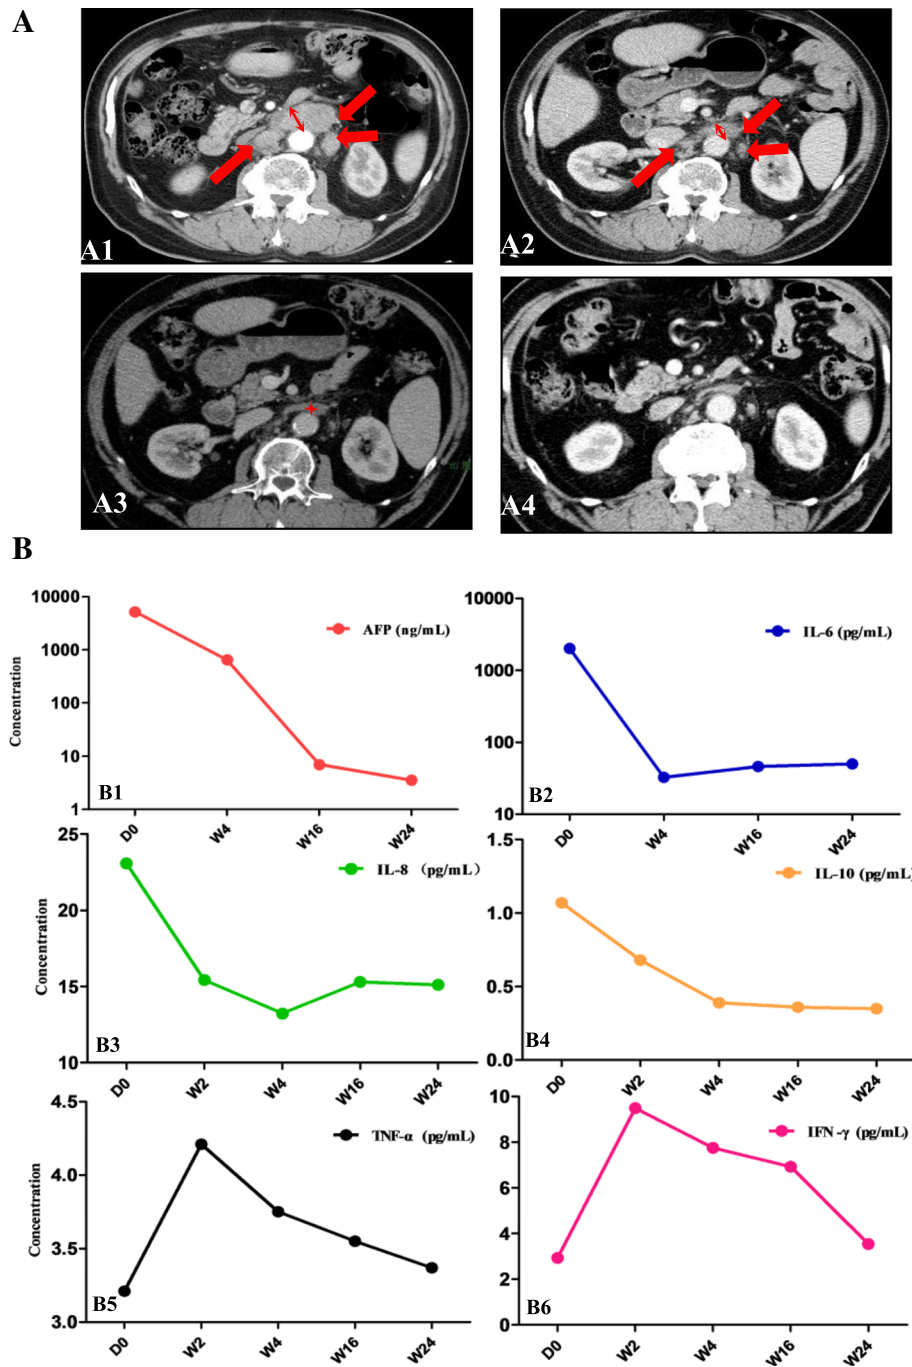 A
A1
A2
A3
A4
B
10000
1000
100
10
1
Concentration
AFP (ng/mL)
B1
D0
W4
W16
W24
10000
1000
100
10
IL-6 (pg/mL)
B2
D0
W4
W16
W24
25
20
15
10
Concentration
IL-8 (pg/mL)
B3
D0
W2
W4
W16
W24
1.5
1.0
0.5
0.0
IL-10 (pg/mL)
B4
D0
W2
W4
W16
W24
4.5
4.0
3.5
3.0
Concentration
TNF-α (pg/mL)
B5
D0
W2
W4
W16
W24
10
8
6
4
2
0
IFN-γ (pg/mL)
B6
D0
W2
W4
W16
W24